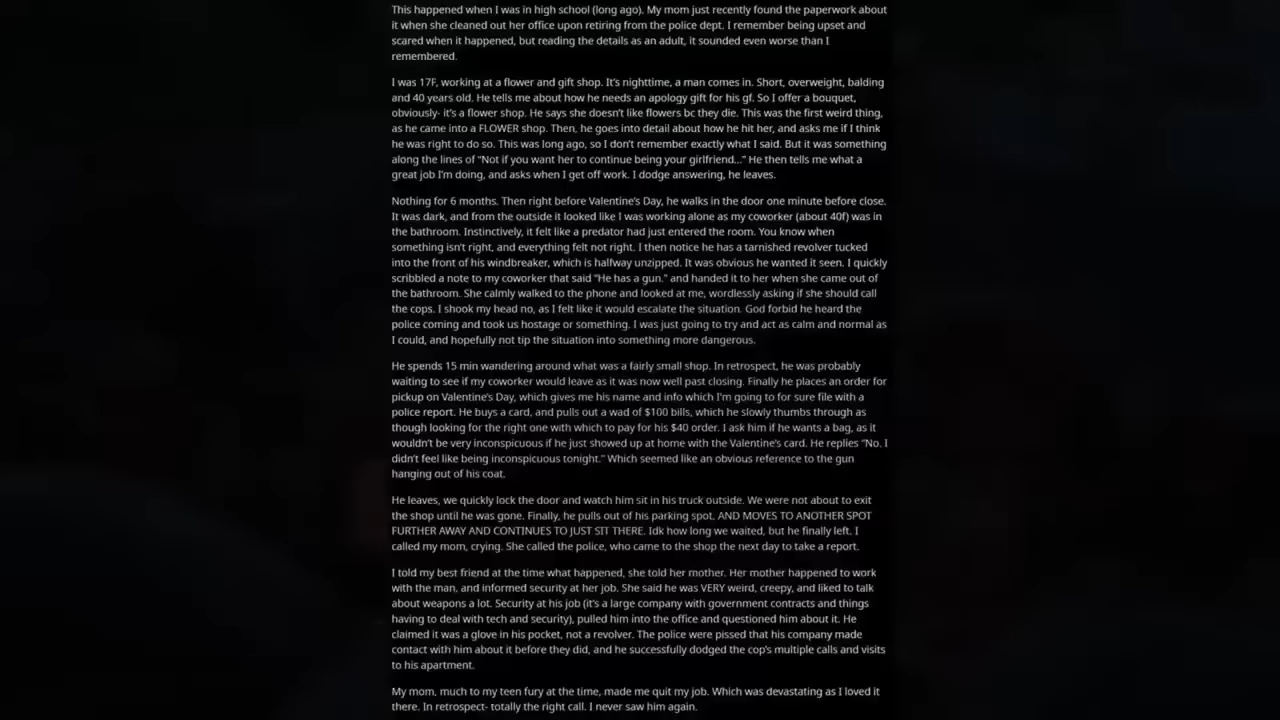 This happened when I was in high school (long ago). My mom just recently found the paperwork about
it when she cleaned out her office upon retiring from the police dept. I remember being upset and
scared when it happened, but reading the details as an adult, it sounded even worse than I
remembered.
I was 17F, working at a flower and gift shop. It's nighttime, a man comes in. Short, overweight, balding
and 40 years old. He tells me about how he needs an apology gift for his gf. So I offer a bouquet,
obviously- it's a flower shop. He says she doesn't like flowers bc they die. This was the first weird thing,
as he came into a FLOWER shop. Then, he goes into detail about how he hit her, and asks me if I think
he was right to do so. This was long ago, so I don't remember exactly what I said. But it was something
along the lines of "Not if you want her to continue being your girlfriend..." He then tells me what a
great job I'm doing, and asks when I get off work. I dodge answering, he leaves.
Nothing for 6 months. Then right before Valentine's Day, he walks in the door one minute before close.
It was dark, and from the outside it looked like I was working alone as my coworker (about 40f) was in
the bathroom. Instinctively, it felt like a predator had just entered the room. You know when
something isn't right, and everything felt not right. I then notice he has a tarnished revolver tucked
into the front of his windbreaker, which is halfway unzipped. It was obvious he wanted it seen. I quickly
scribbled a note to my coworker that said "He has a gun." and handed it to her when she came out of
the bathroom. She calmly walked to the phone and looked at me, wordlessly asking if she should call
the cops. I shook my head no, as I felt like it would escalate the situation. God forbid he heard the
police coming and took us hostage or something. I was just going to try and act as calm and normal as
I could, and hopefully not tip the situation into something more dangerous.
He spends 15 min wandering around what was a fairly small shop. In retrospect, he was probably
waiting to see if my coworker would leave as it was now well past closing. Finally he places an order for
pickup on Valentine's Day, which gives me his name and info which I'm going to for sure file with a
police report. He buys a card, and pulls out a wad of $100 bills, which he slowly thumbs through as
though looking for the right one with which to pay for his $40 order. I ask him if he wants a bag, as it
wouldn't be very inconspicuous if he just showed up at home with the Valentine's card. He replies "No. I
didn't feel like being inconspicuous tonight." Which seemed like an obvious reference to the gun
hanging out of his coat.
He leaves, we quickly lock the door and watch him sit in his truck outside. We were not about to exit
the shop until he was gone. Finally, he pulls out of his parking spot, AND MOVES TO ANOTHER SPOT
FURTHER AWAY AND CONTINUES TO JUST SIT THERE. Idk how long we waited, but he finally left. I
called my mom, crying. She called the police, who came to the shop the next day to take a report.
I told my best friend at the time what happened, she told her mother. Her mother happened to work
with the man, and informed security at her job. She said he was VERY weird, creepy, and liked to talk
about weapons a lot. Security at his job (it's a large company with government contracts and things
having to deal with tech and security), pulled him into the office and questioned him about it. He
claimed it was a glove in his pocket, not a revolver. The police were pissed that his company made
contact with him about it before they did, and he successfully dodged the cop's multiple calls and visits
to his apartment.
My mom, much to my teen fury at the time, made me quit my job. Which was devastating as I loved it
there. In retrospect- totally the right call. I never saw him again.